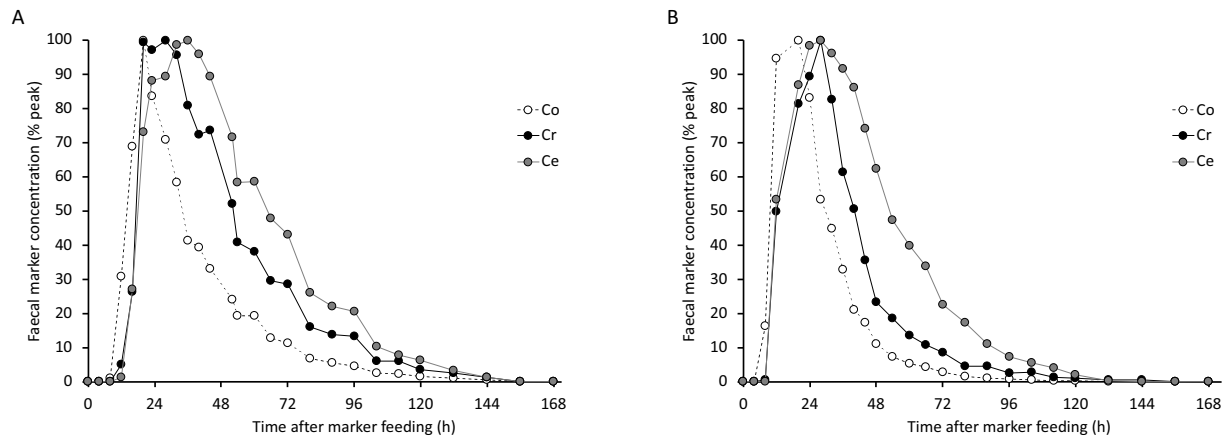 A
Faecal marker concentration (% peak)
100
90
80
70
60
50
40
30
20
10
0
0 24 48 72 96 120 144 168
Time after marker feeding (h)
Co
Cr
Ce
B
Faecal marker concentration (% peak)
100
90
80
70
60
50
40
30
20
10
0
0 24 48 72 96 120 144 168
Time after marker feeding (h)
Co
Cr
Ce